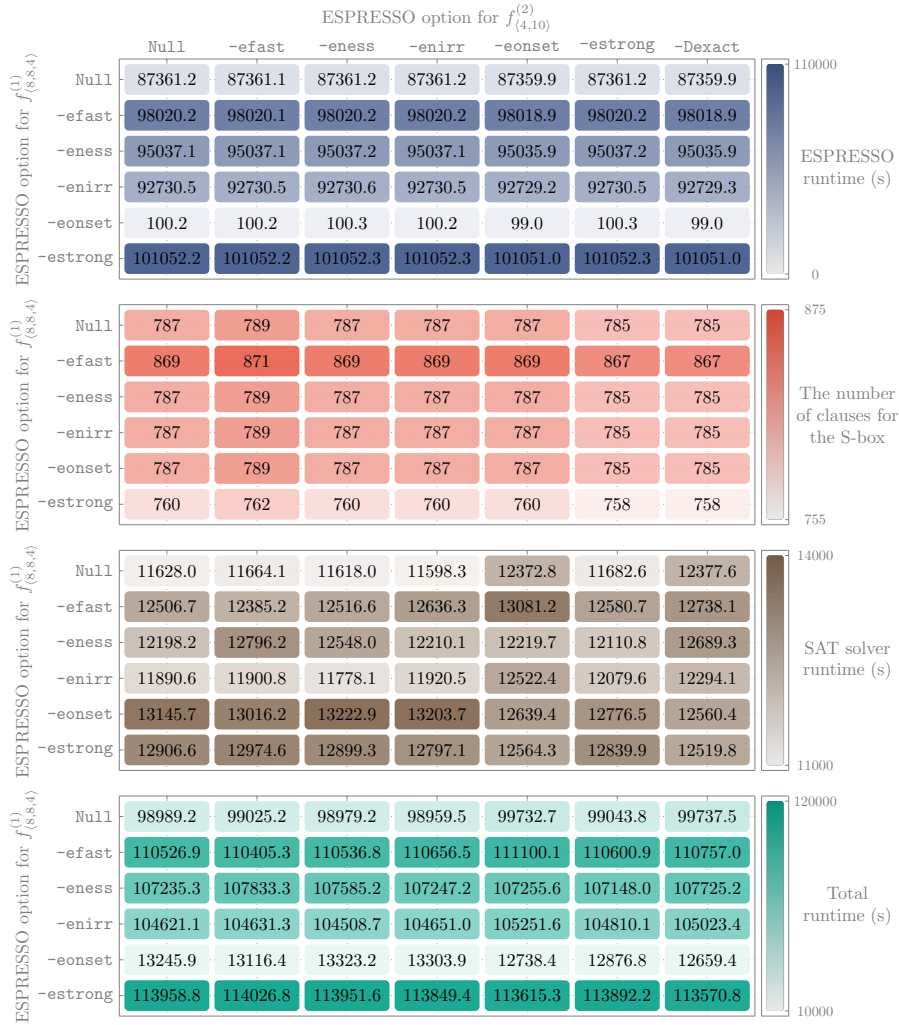 ESPRESSO option for f^{(2)}_{⟨4,10⟩}
Null -efast -eness -enirr -eonset -estrong -Dexact
ESPRESSO option for f^{(1)}_{⟨8,8,4⟩}
Null 87361.2 87361.1 87361.2 87361.2 87359.9 87361.2 87359.9
-efast 98020.2 98020.1 98020.2 98020.2 98018.9 98020.2 98018.9
-eness 95037.1 95037.1 95037.2 95037.1 95035.9 95037.2 95035.9
-enirr 92730.5 92730.5 92730.6 92730.5 92729.2 92730.5 92729.3
-eonset 100.2 100.2 100.3 100.2 99.0 100.3 99.0
-estrong 101052.2 101052.2 101052.3 101052.3 101051.0 101052.3 101051.0
110000
ESPRESSO
runtime (s)
0
ESPRESSO option for f^{(1)}_{⟨8,8,4⟩}
Null 787 789 787 787 787 785 785
-efast 869 871 869 869 869 867 867
-eness 787 789 787 787 787 785 785
-enirr 787 789 787 787 787 785 785
-eonset 787 789 787 787 787 785 785
-estrong 760 762 760 760 760 758 758
875
The number
of clauses for
the S-box
755
ESPRESSO option for f^{(1)}_{⟨8,8,4⟩}
Null 11628.0 11664.1 11618.0 11598.3 12372.8 11682.6 12377.6
-efast 12506.7 12385.2 12516.6 12636.3 13081.2 12580.7 12738.1
-eness 12198.2 12796.2 12548.0 12210.1 12219.7 12110.8 12689.3
-enirr 11890.6 11900.8 11778.1 11920.5 12522.4 12079.6 12294.1
-eonset 13145.7 13016.2 13222.9 13203.7 12639.4 12776.5 12560.4
-estrong 12906.6 12974.6 12899.3 12797.1 12564.3 12839.9 12519.8
14000
SAT solver
runtime (s)
11000
ESPRESSO option for f^{(1)}_{⟨8,8,4⟩}
Null 98989.2 99025.2 98979.2 98959.5 99732.7 99043.8 99737.5
-efast 110526.9 110405.3 110536.8 110656.5 111100.1 110600.9 110757.0
-eness 107235.3 107833.3 107585.2 107247.2 107255.6 107148.0 107725.2
-enirr 104621.1 104631.3 104508.7 104651.0 105251.6 104810.1 105023.4
-eonset 13245.9 13116.4 13323.2 13303.9 12738.4 12876.8 12659.4
-estrong 113958.8 114026.8 113951.6 113849.4 113615.3 113892.2 113570.8
120000
Total
runtime (s)
10000